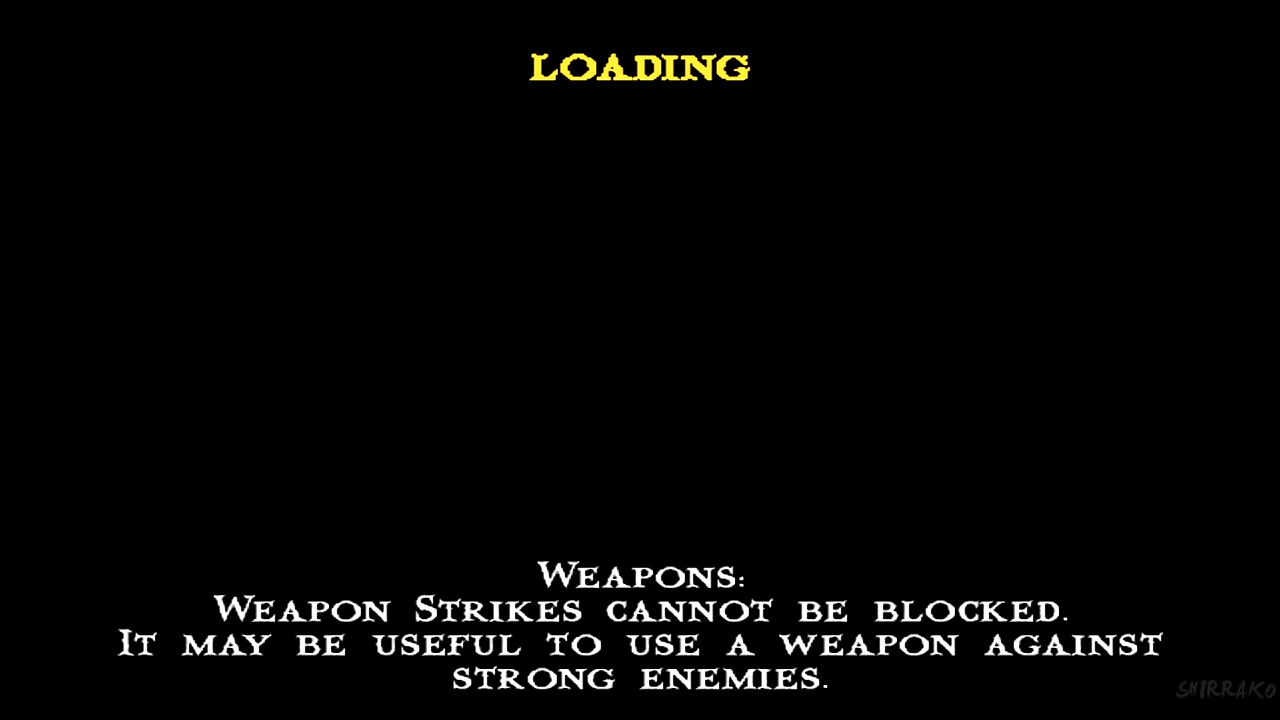 LOADING
WEAPONS:
WEAPON STRIKES CANNOT BE BLOCKED.
IT MAY BE USEFUL TO USE A WEAPON AGAINST
STRONG ENEMIES.
SHIRRAKO